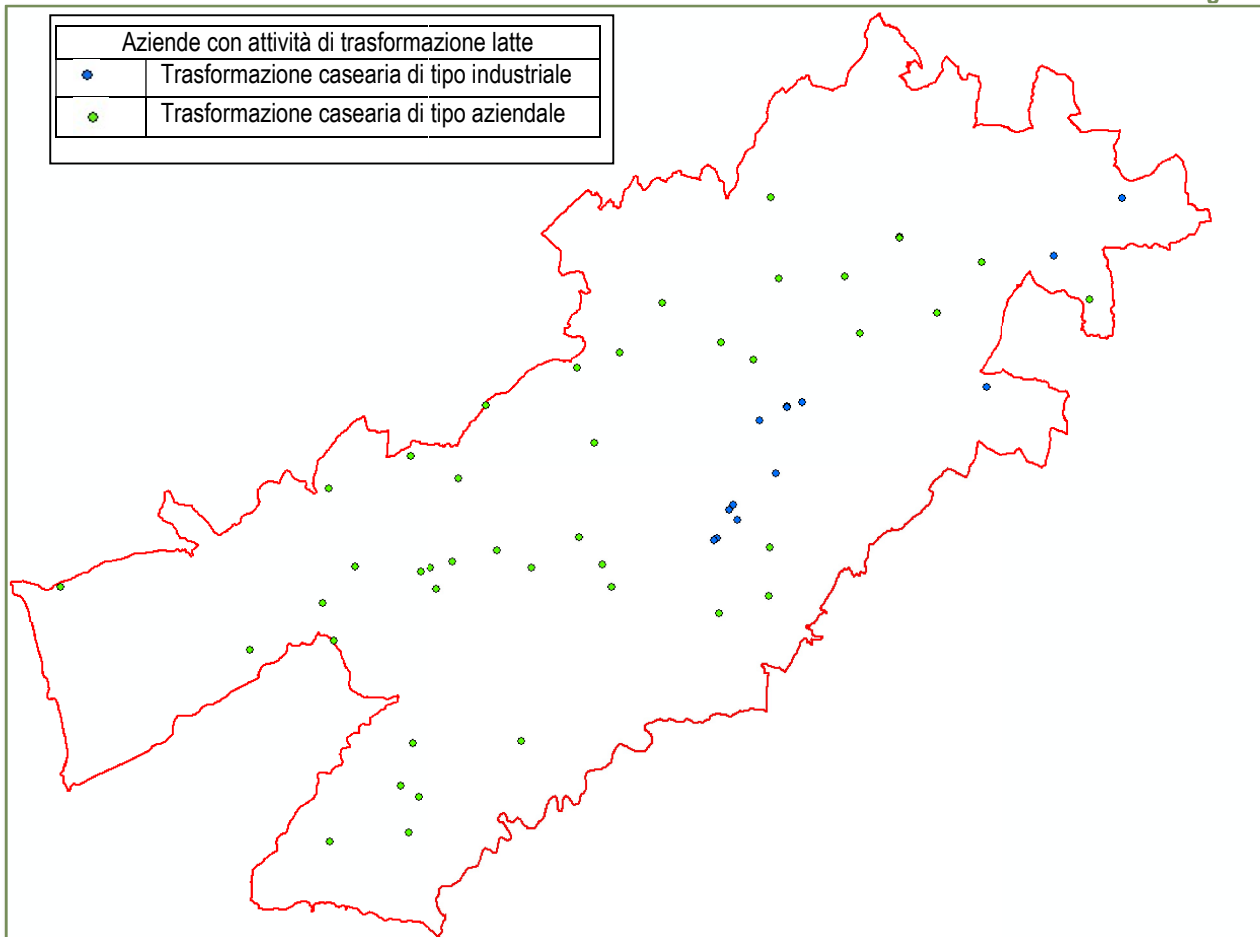 Aziende con attività di trasformazione latte
Trasformazione casearia di tipo industriale
Trasformazione casearia di tipo aziendale